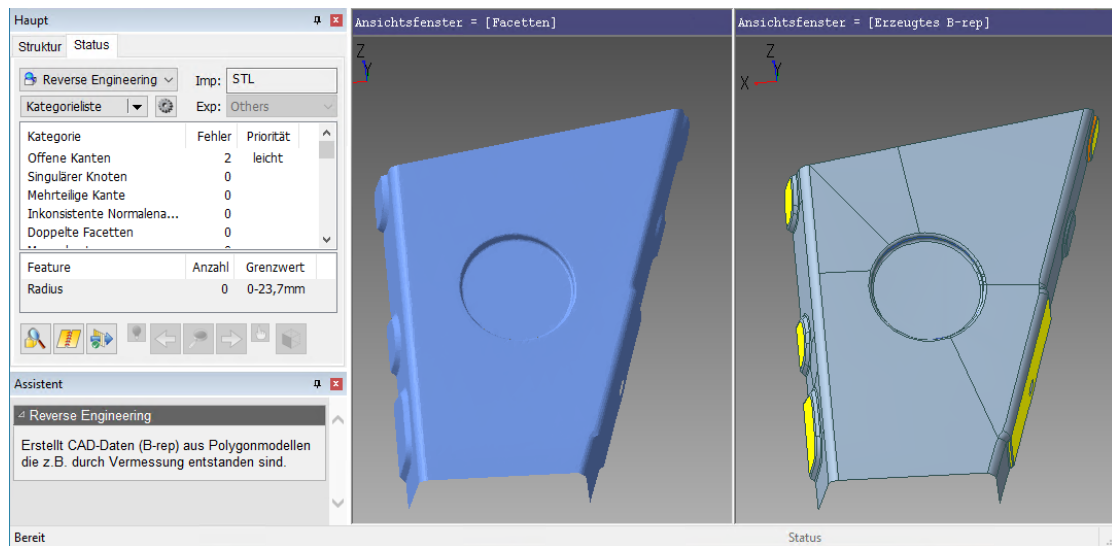 Haupt
Struktur Status
Reverse Engineering Imp: STL
Kategorieliste Exp: Others
Kategorie Fehler Priorität
Offene Kanten 2 leicht
Singulärer Knoten 0
Mehrteilige Kante 0
Inkonsistente Normalena... 0
Doppelte Facetten 0
Feature Anzahl Grenzwert
Radius 0 0-23,7mm
Assistent
Reverse Engineering
Erstellt CAD-Daten (B-rep) aus Polygonmodellen
die z.B. durch Vermessung entstanden sind.
Ansichtsfenster = [Facetten]
Z
Y
Ansichtsfenster = [Erzeugtes B-rep]
Z
Y
X
Bereit Status